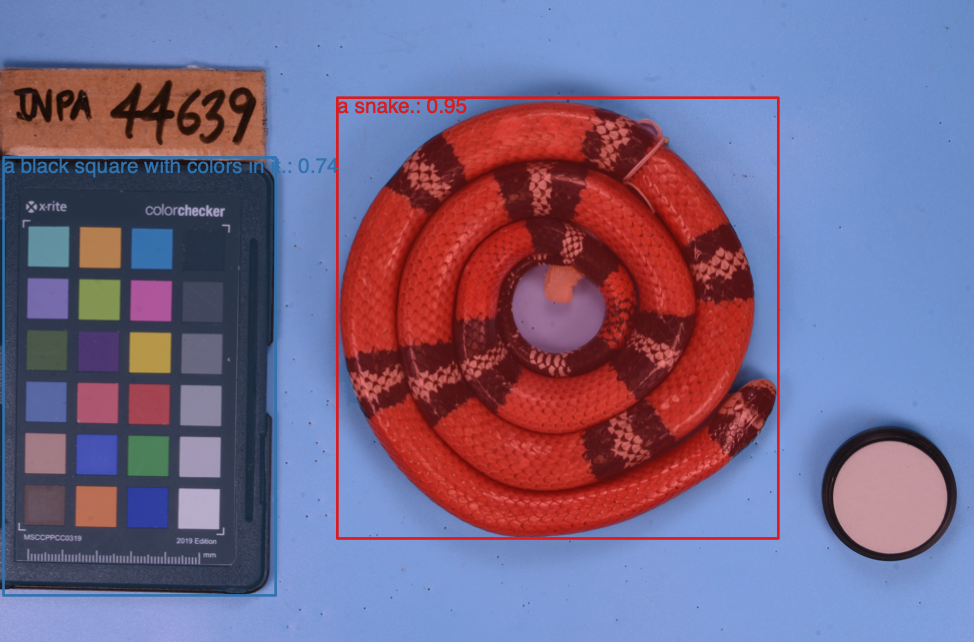 INPA 44639
a snake.: 0.95
a black square with colors in it.: 0.74
x-rite
colorchecker
MSCCPPCC0319
2019 Edition
mm